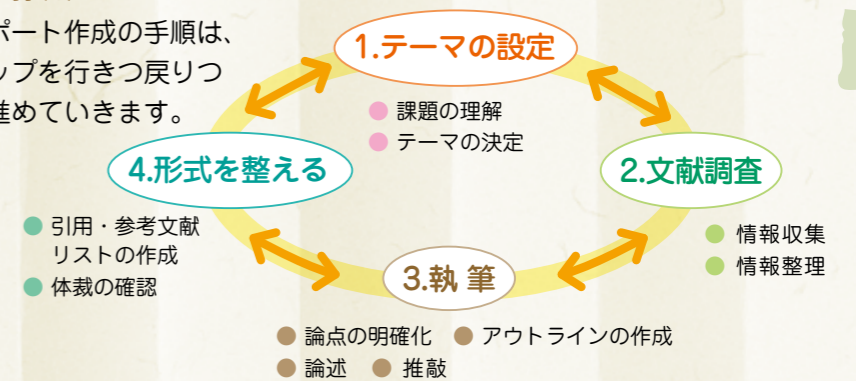 ポート作成の手順は、
ップを行きつ戻りつ
進めていきます。
1.テーマの設定
● 課題の理解
● テーマの決定
4.形式を整える
2.文献調査
● 引用・参考文献
リストの作成
● 体裁の確認
● 情報収集
● 情報整理
3.執 筆
● 論点の明確化 ● アウトラインの作成
● 論述 ● 推敲